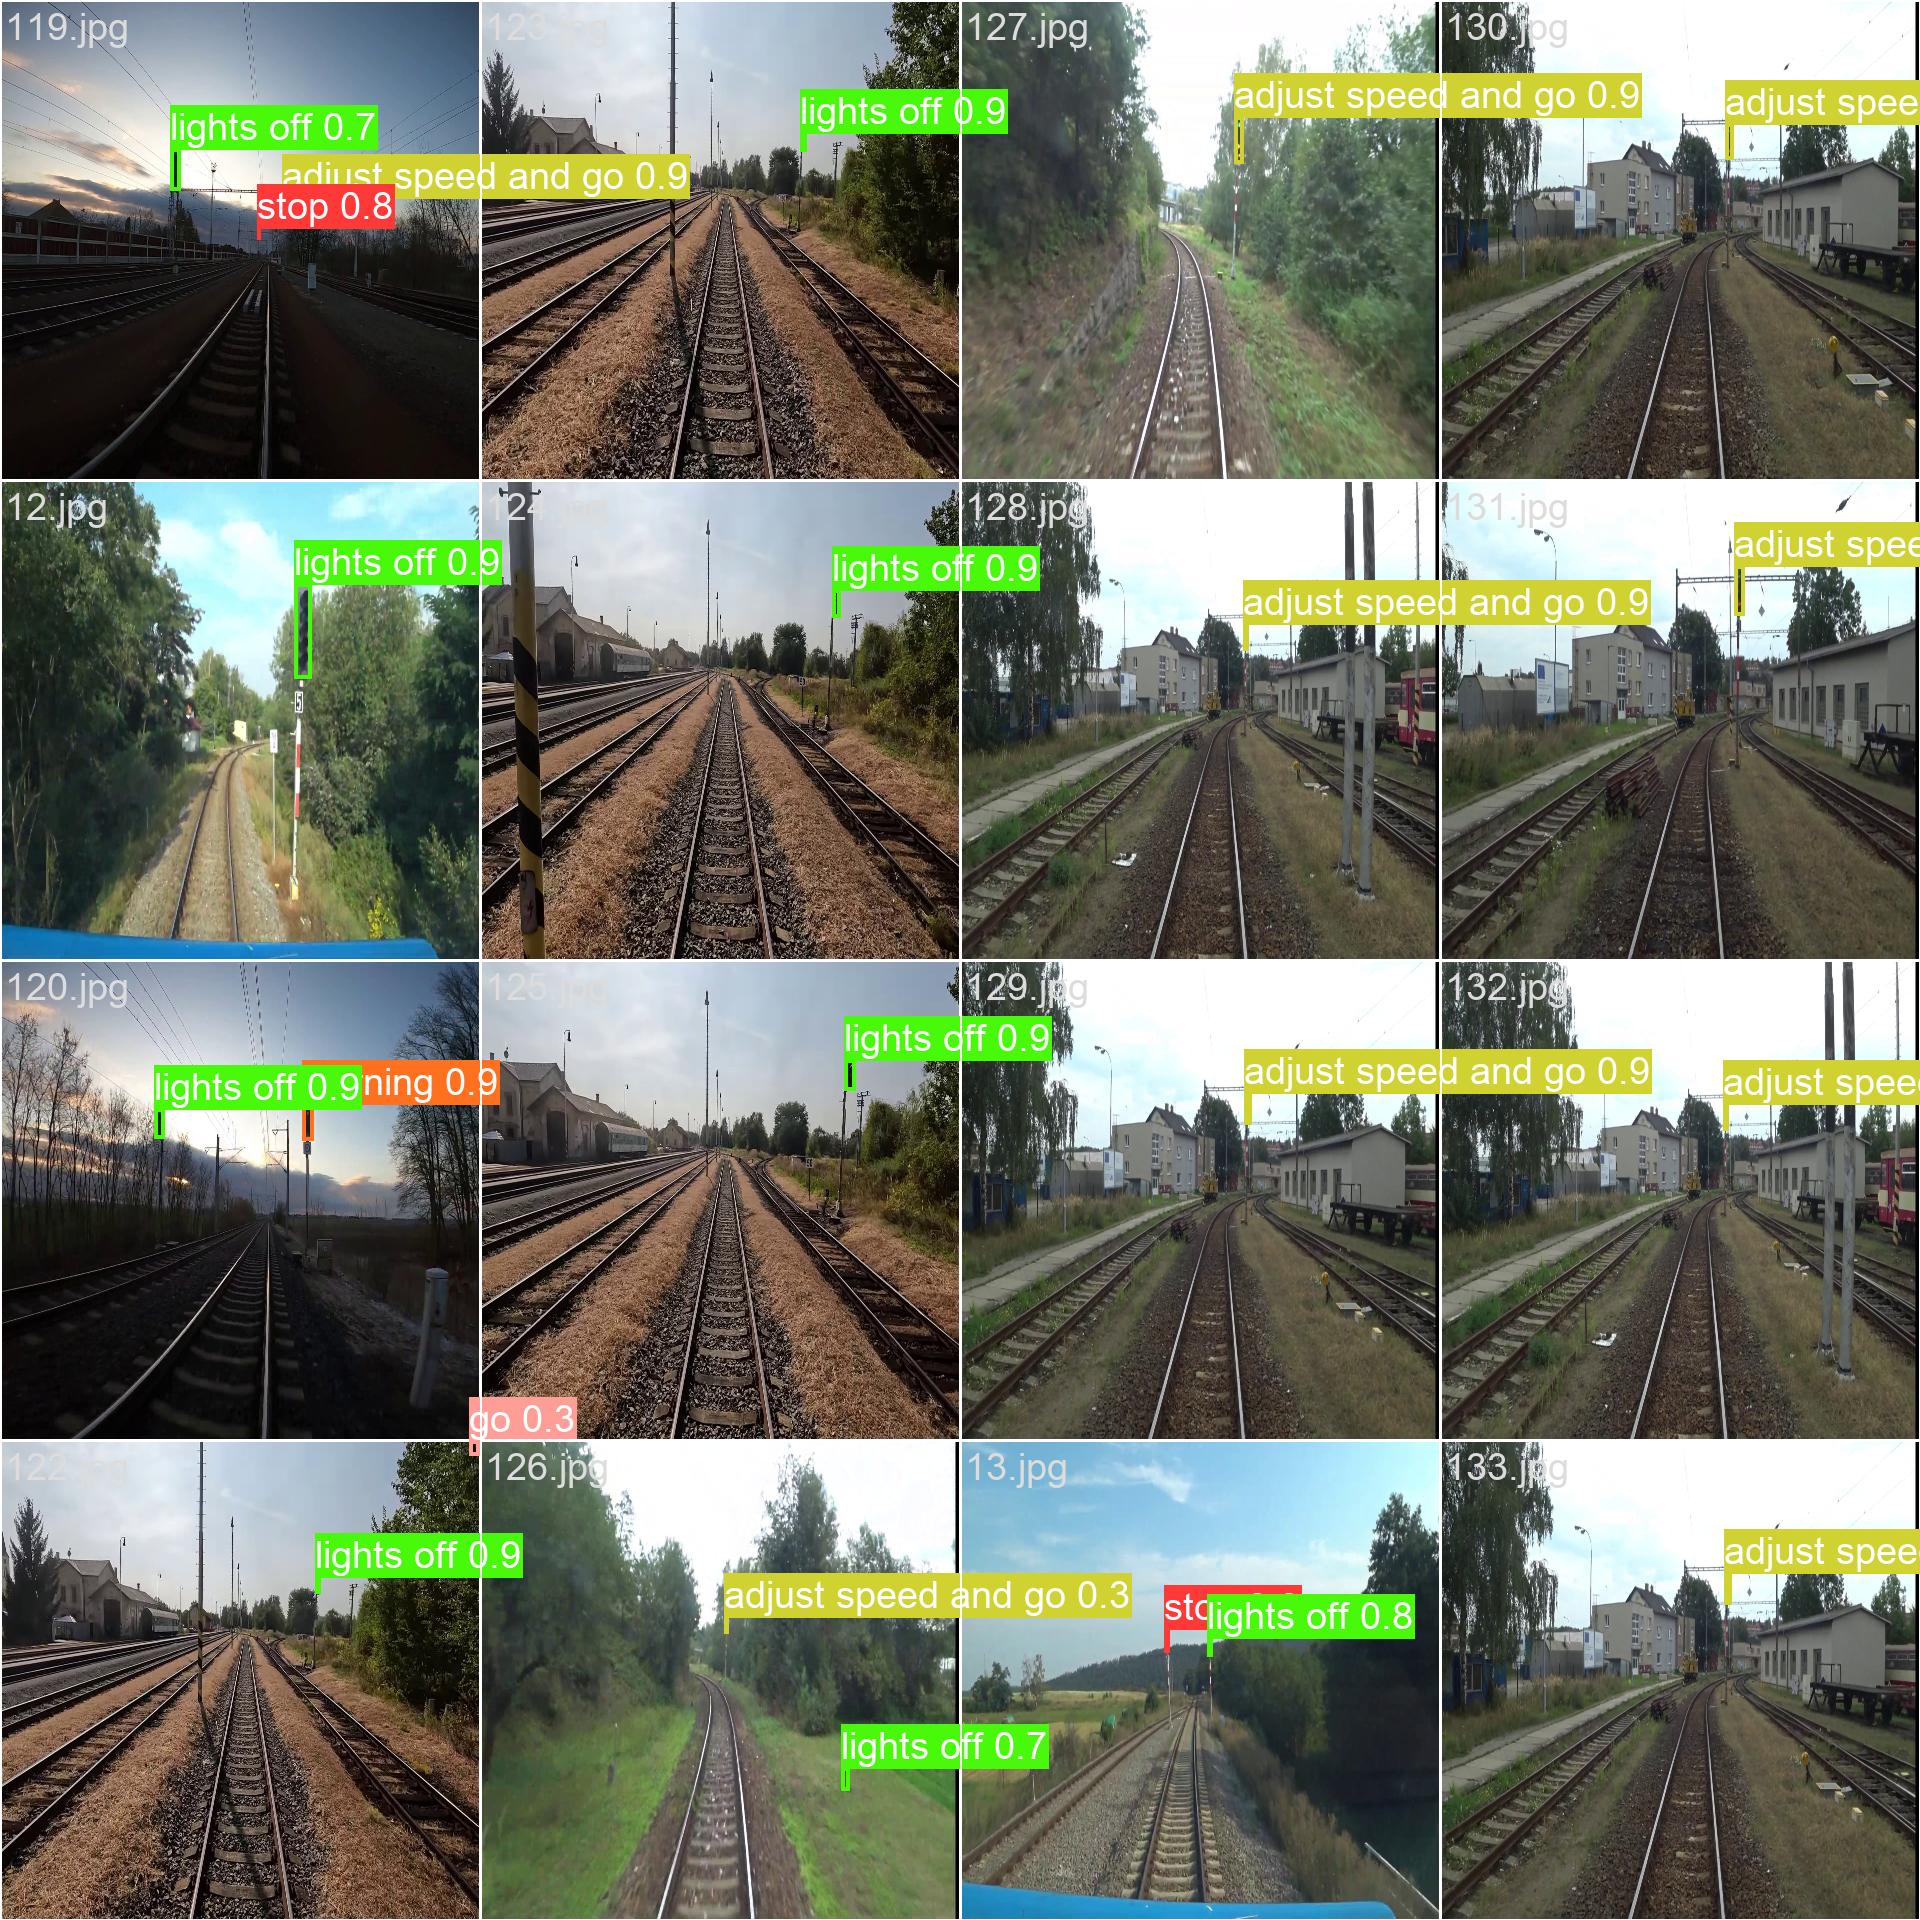 119.jpg
lights off 0.7
adjust speed and go 0.9
stop 0.8
123.jpg
lights off 0.9
127.jpg
adjust speed and go 0.9
130.jpg
adjust spee
12.jpg
lights off 0.9
5
124.jpg
lights off 0.9
128.jpg
adjust speed and go 0.9
131.jpg
adjust spee
120.jpg
lights off 0.9
ning 0.9
125.jpg
lights off 0.9
go 0.3
129.jpg
adjust speed and go 0.9
132.jpg
adjust spee
122.jpg
lights off 0.9
126.jpg
adjust speed and go 0.3
lights off 0.7
13.jpg
sto
lights off 0.8
133.jpg
adjust spee